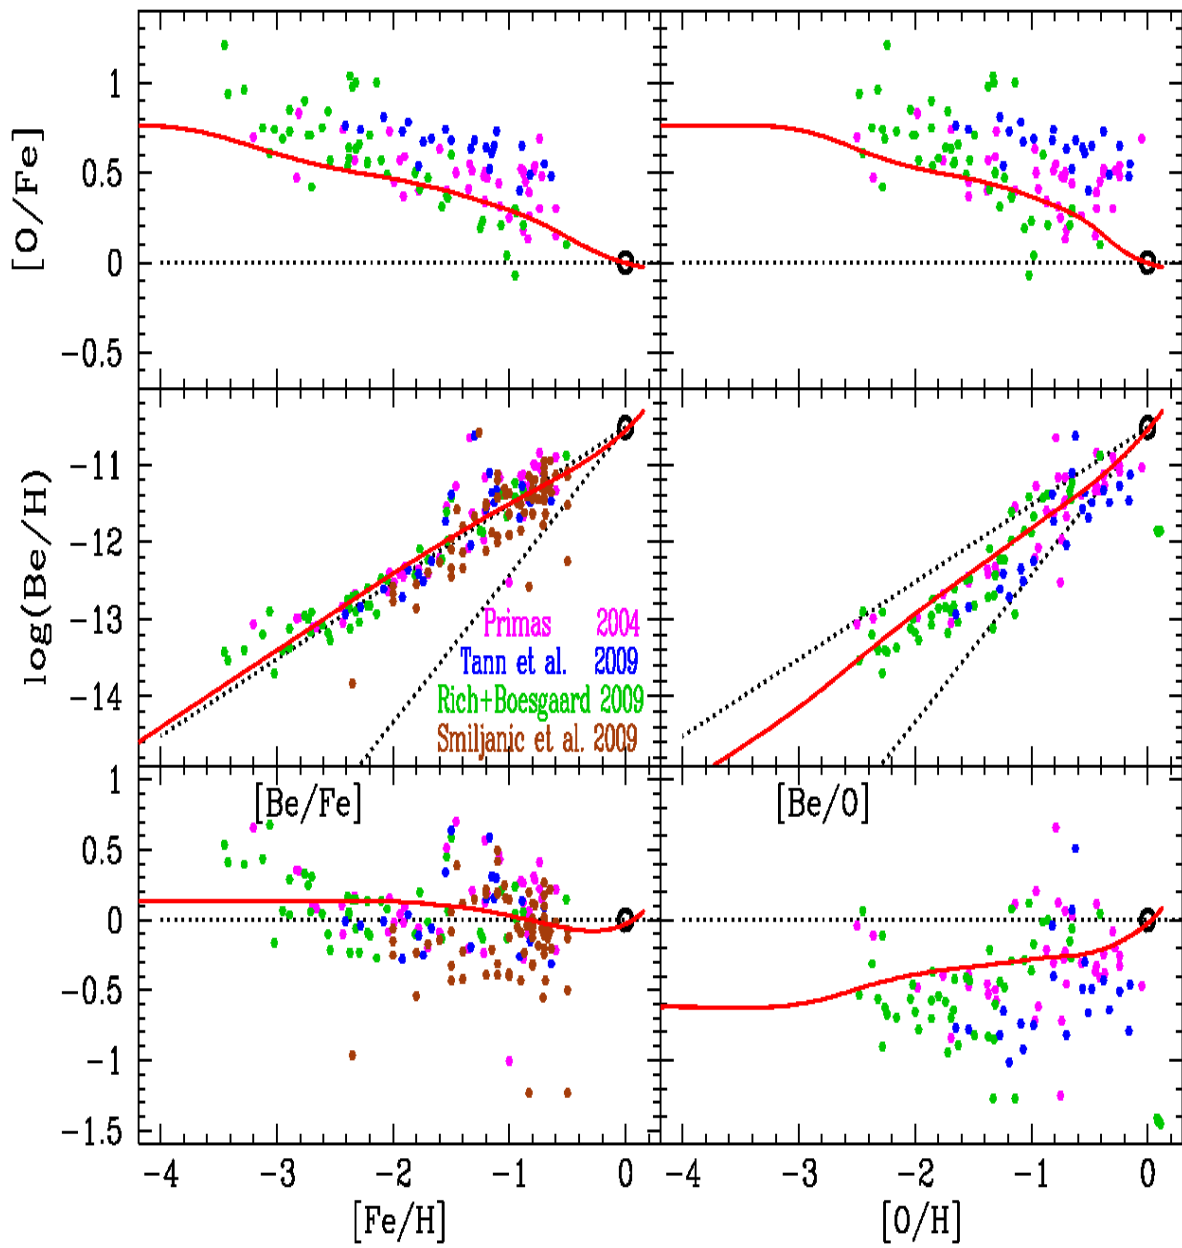 [O/Fe]
1
0.5
0
-0.5
log(Be/H)
-11
-12
-13
-14
Primas 2004
Tann et al. 2009
Rich+Boesgaard 2009
Smiljanic et al. 2009
[Be/Fe]
[Be/O]
1
0.5
0
-0.5
-1
-1.5
-4 -3 -2 -1 0
-4 -3 -2 -1 0
[Fe/H]
[O/H]